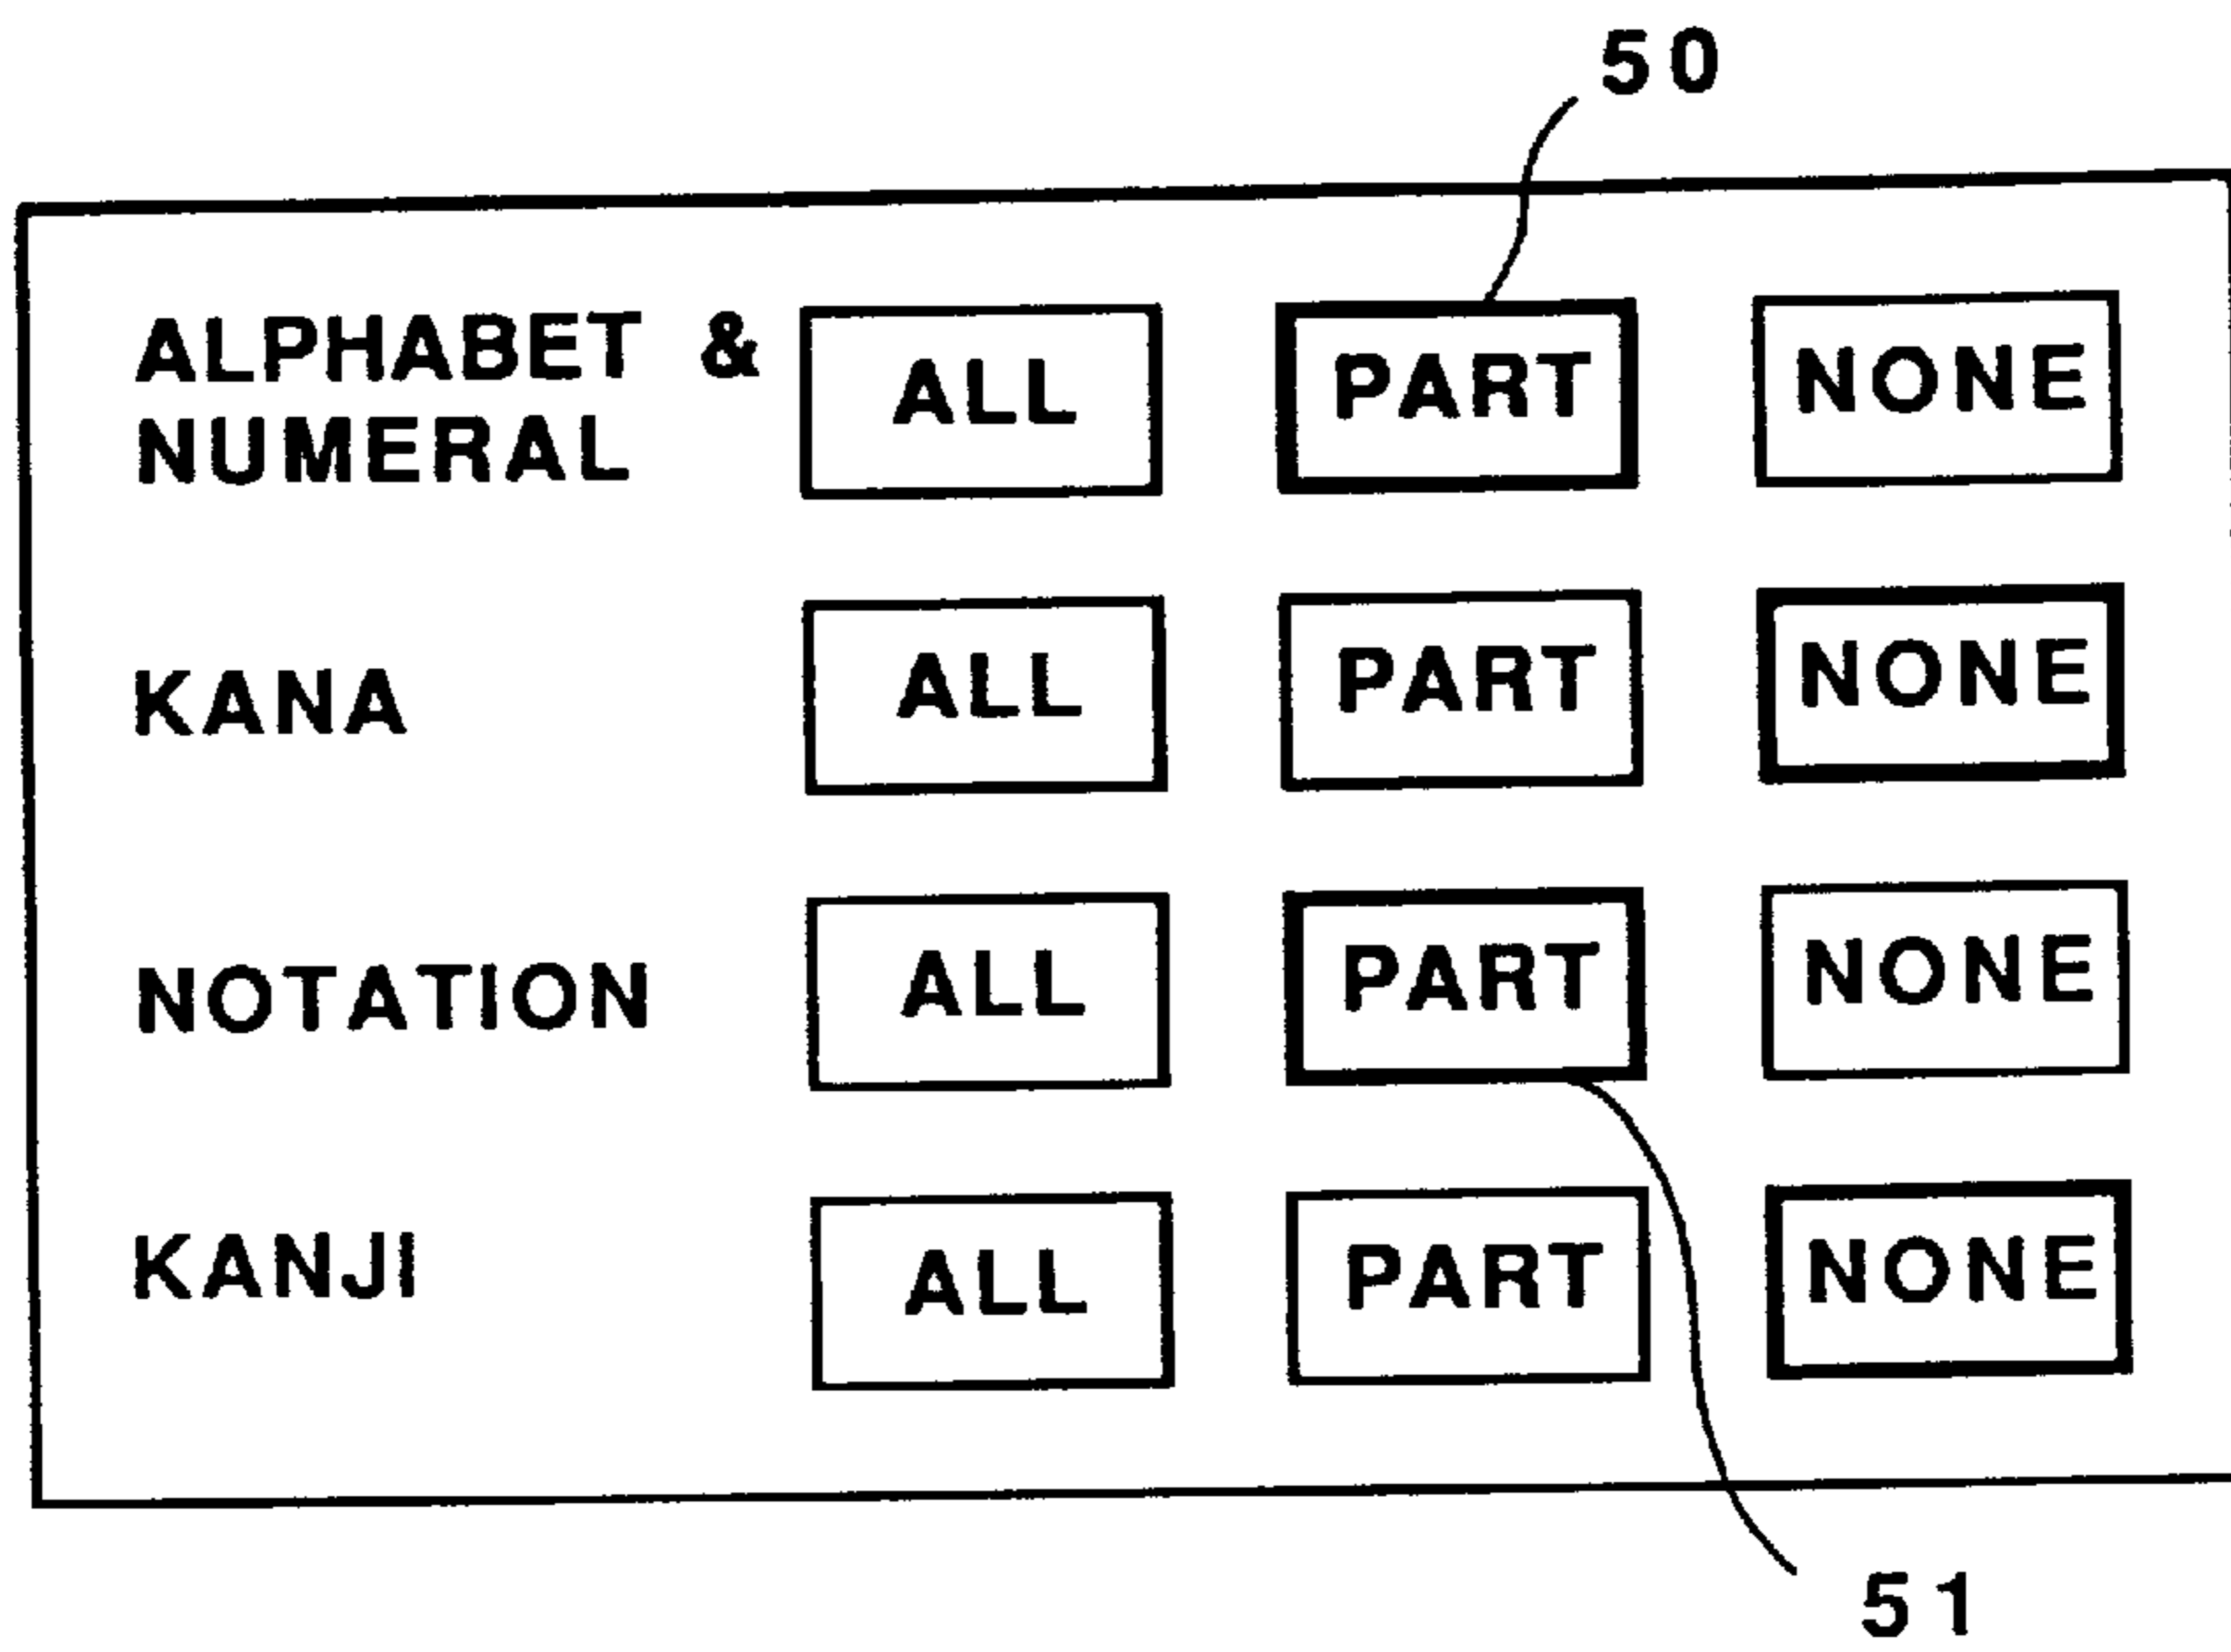 50
ALPHABET &
NUMERAL
ALL PART NONE
KANA ALL PART NONE
NOTATION ALL PART NONE
KANJI ALL PART NONE
51